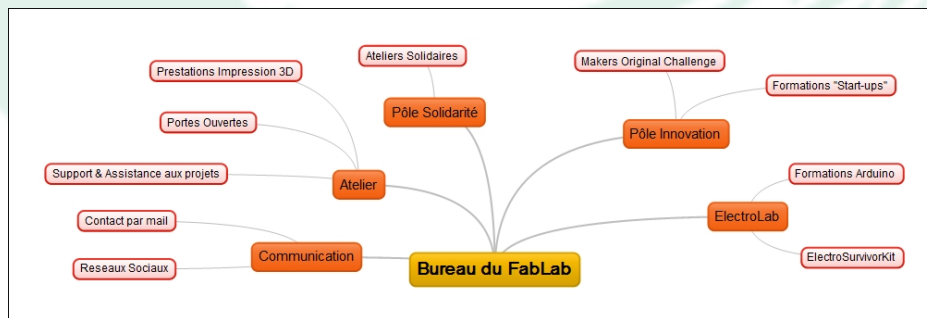 Ateliers Solidaires
Makers Original Challenge
Prestations Impression 3D
Formations "Start-ups"
Pôle Solidarité
Portes Ouvertes
Pôle Innovation
Support & Assistance aux projets
Formations Arduino
Atelier
Contact par mail
ElectroLab
Communication
ElectroSurvivorKit
Reseaux Sociaux
Bureau du FabLab